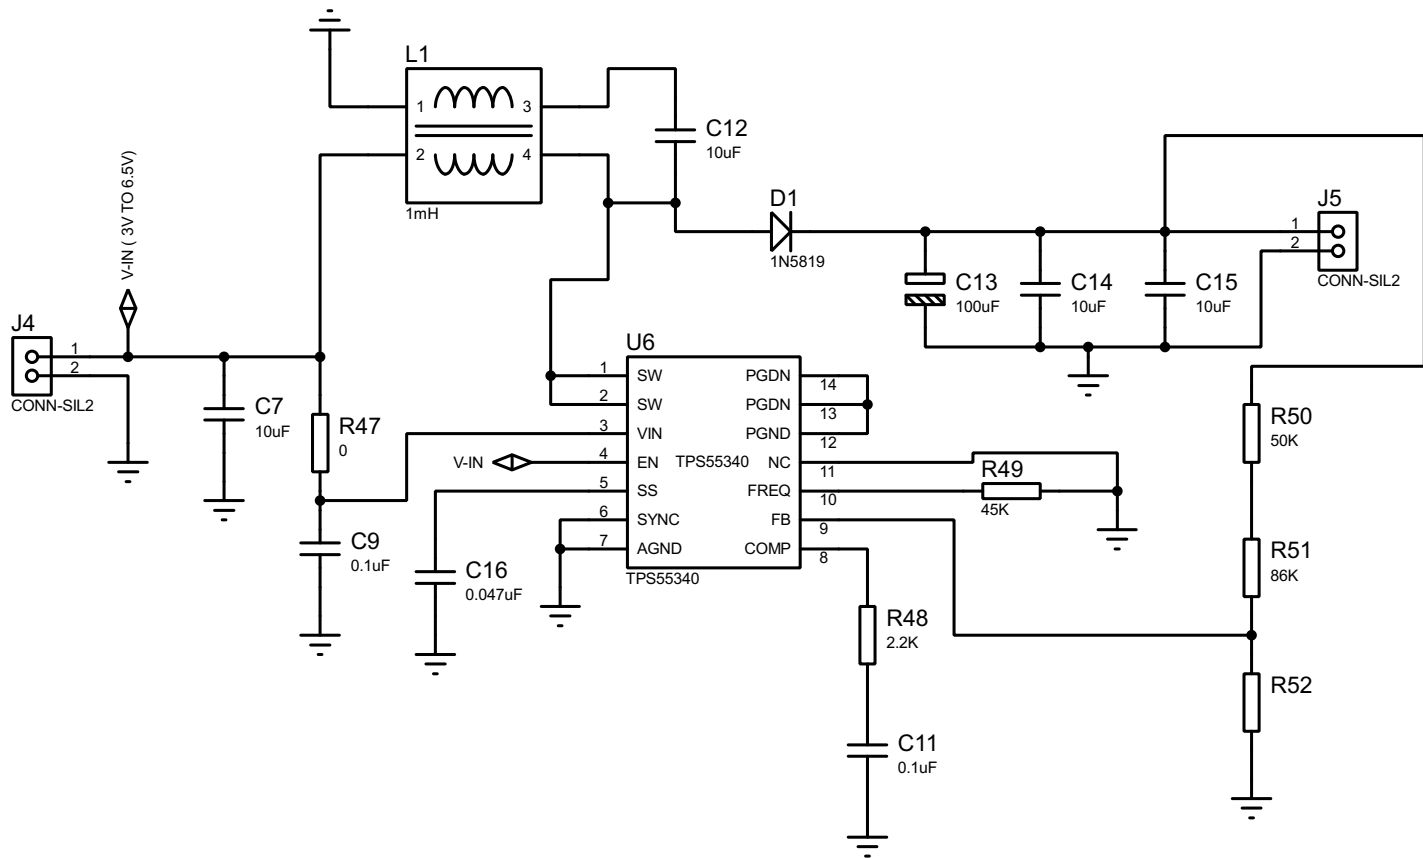 L1
1
3
2
4
1mH
C12
10uF
V-IN ( 3V TO 6.5V)
D1
1N5819
J5
1
2
CONN-SIL2
C13
100uF
C14
10uF
C15
10uF
J4
1
2
CONN-SIL2
C7
10uF
R47
0
C9
0.1uF
V-IN
C16
0.047uF
U6
1 SW PGDN 14
2 SW PGDN 13
3 VIN PGND 12
4 EN TPS55340 NC 11
5 SS FREQ 10
6 SYNC FB 9
7 AGND COMP 8
TPS55340
R49
45K
R50
50K
R51
86K
R52
R48
2.2K
C11
0.1uF